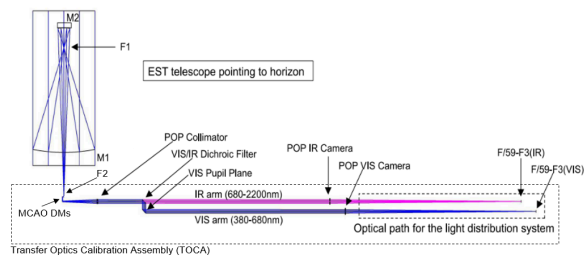 M2
F1
EST telescope pointing to horizon
M1
POP Collimator
VIS/IR Dichroic Filter
POP IR Camera
F/59-F3(IR)
F2
VIS Pupil Plane
POP VIS Camera
F/59-F3(VIS)
IR arm (680-2200nm)
MCAO DMs
VIS arm (380-680nm)
Optical path for the light distribution system
Transfer Optics Calibration Assembly (TOCA)